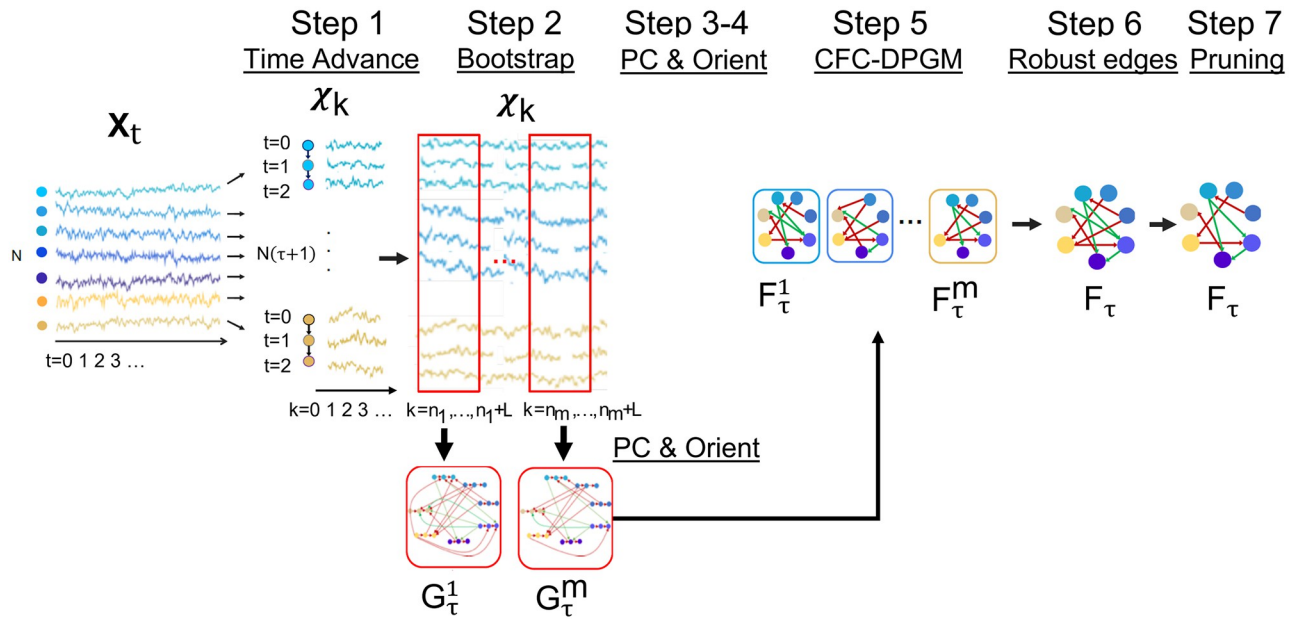 Step 1
Time Advance
Step 2
Bootstrap
Step 3-4
PC & Orient
Step 5
CFC-DPGM
Step 6
Robust edges
Step 7
Pruning
Xt
N
t=0 1 2 3 ...
χk
t=0
t=1
t=2
N(τ+1)
t=0
t=1
t=2
k=0 1 2 3 ...
χk
...
k=n1,...,n1+L
k=nm,...,nm+L
PC & Orient
G1τ
Gmτ
...
F1τ
Fmτ
Fτ
Fτ